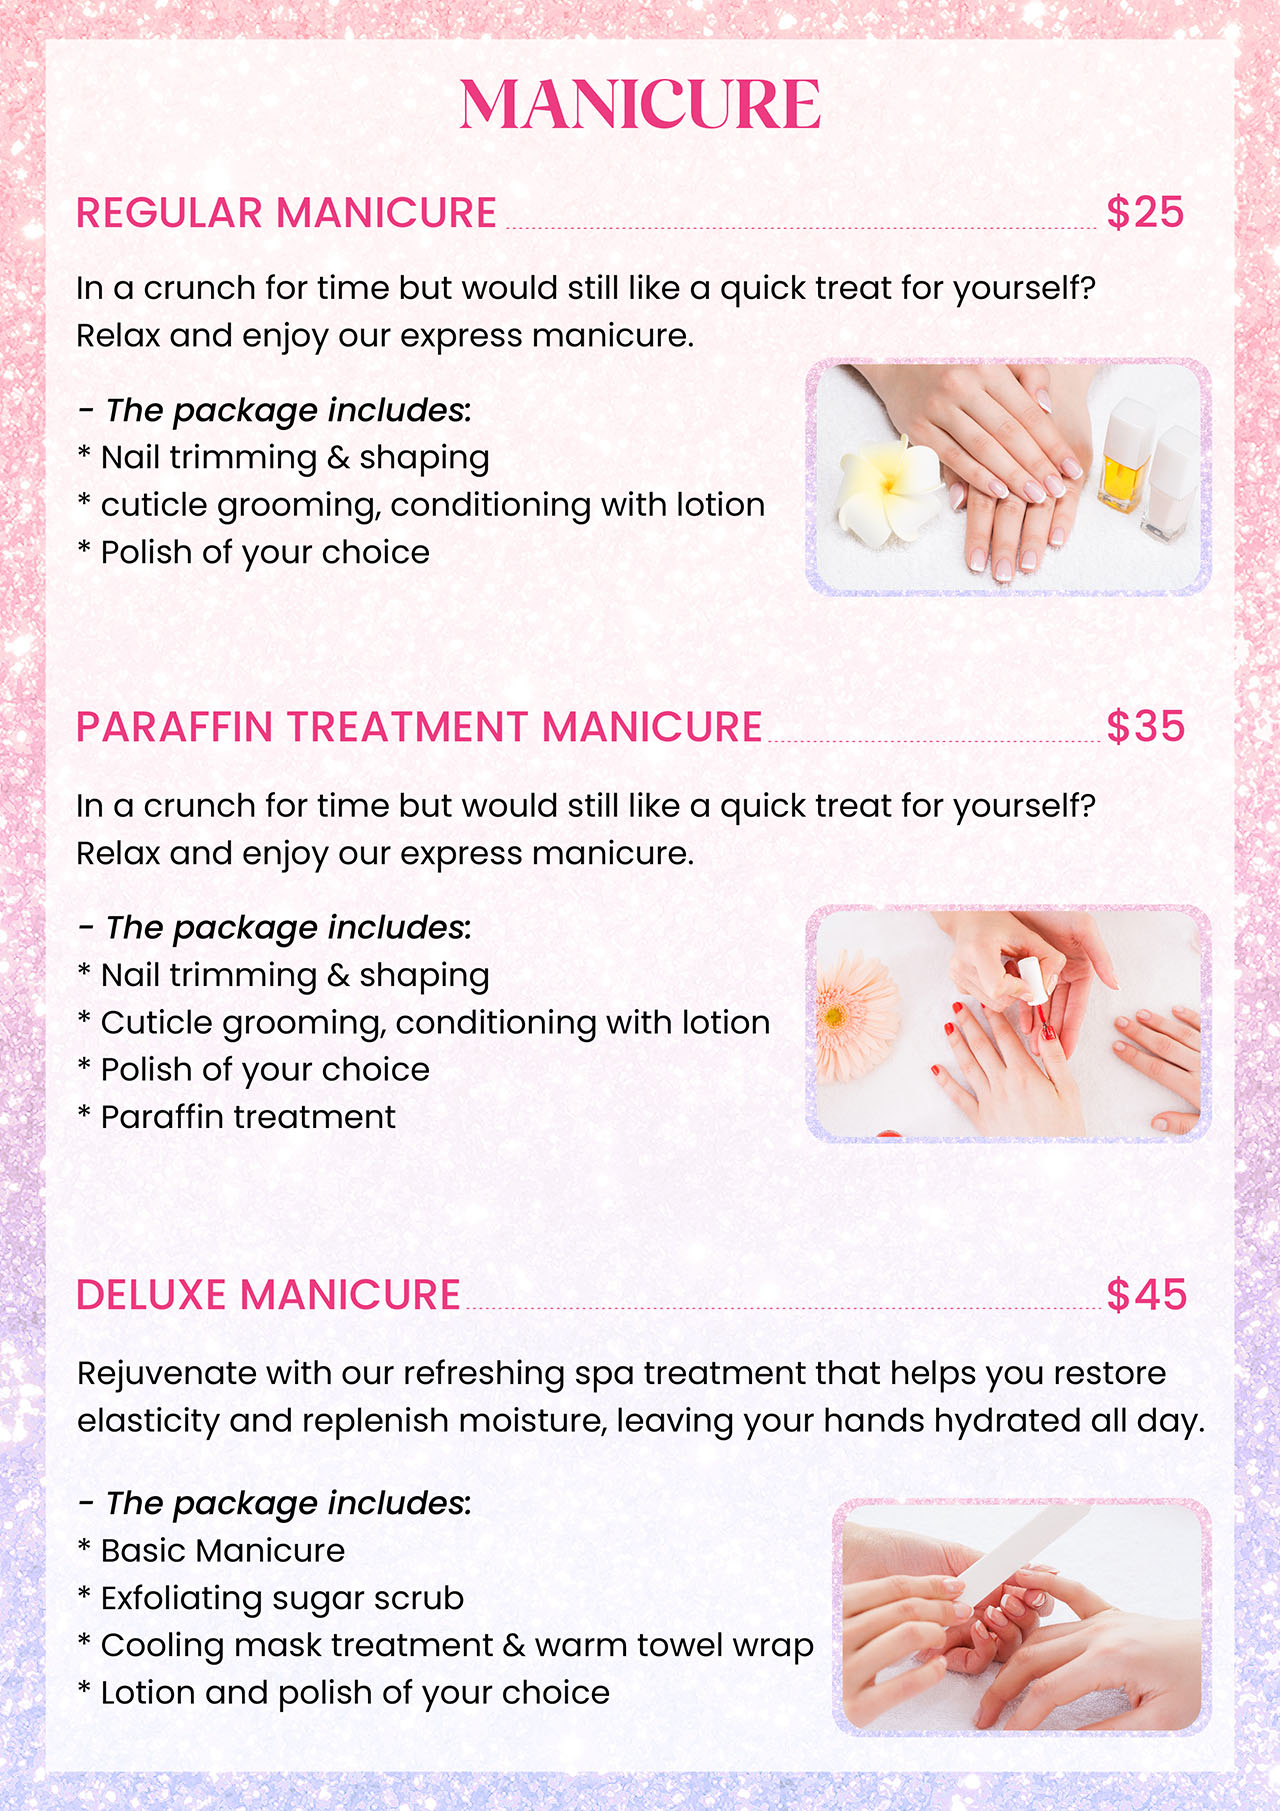 MANICURE
REGULAR MANICURE $25
In a crunch for time but would still like a quick treat for yourself?
Relax and enjoy our express manicure.
- The package includes:
* Nail trimming & shaping
* cuticle grooming, conditioning with lotion
* Polish of your choice
PARAFFIN TREATMENT MANICURE $35
In a crunch for time but would still like a quick treat for yourself?
Relax and enjoy our express manicure.
- The package includes:
* Nail trimming & shaping
* Cuticle grooming, conditioning with lotion
* Polish of your choice
* Paraffin treatment
DELUXE MANICURE $45
Rejuvenate with our refreshing spa treatment that helps you restore
elasticity and replenish moisture, leaving your hands hydrated all day.
- The package includes:
* Basic Manicure
* Exfoliating sugar scrub
* Cooling mask treatment & warm towel wrap
* Lotion and polish of your choice